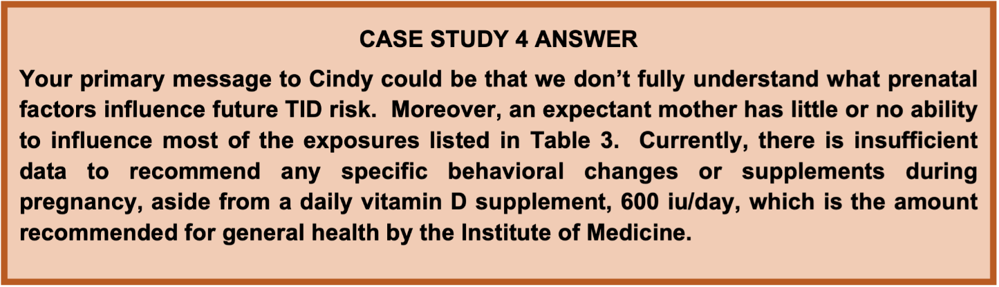 CASE STUDY 4 ANSWER
Your primary message to Cindy could be that we don’t fully understand what prenatal
factors influence future TID risk.  Moreover, an expectant mother has little or no ability
to influence most of the exposures listed in Table 3.  Currently, there is insufficient
data to recommend any specific behavioral changes or supplements during
pregnancy, aside from a daily vitamin D supplement, 600 iu/day, which is the amount
recommended for general health by the Institute of Medicine.